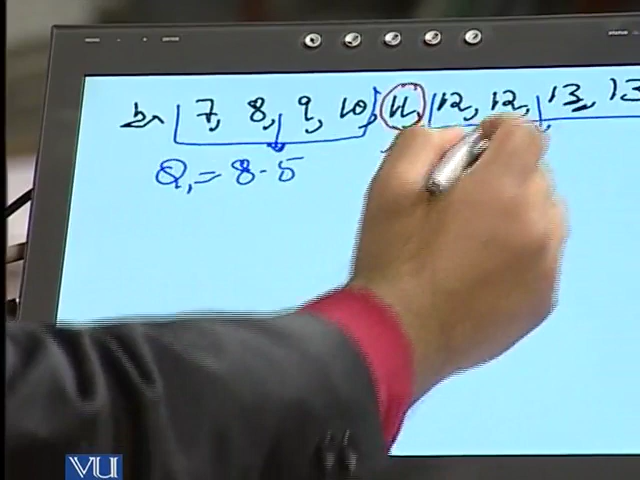 b. 7, 8, 9, 10, 11, 12, 12, 13, 13
Q₁ = 8.5
VU